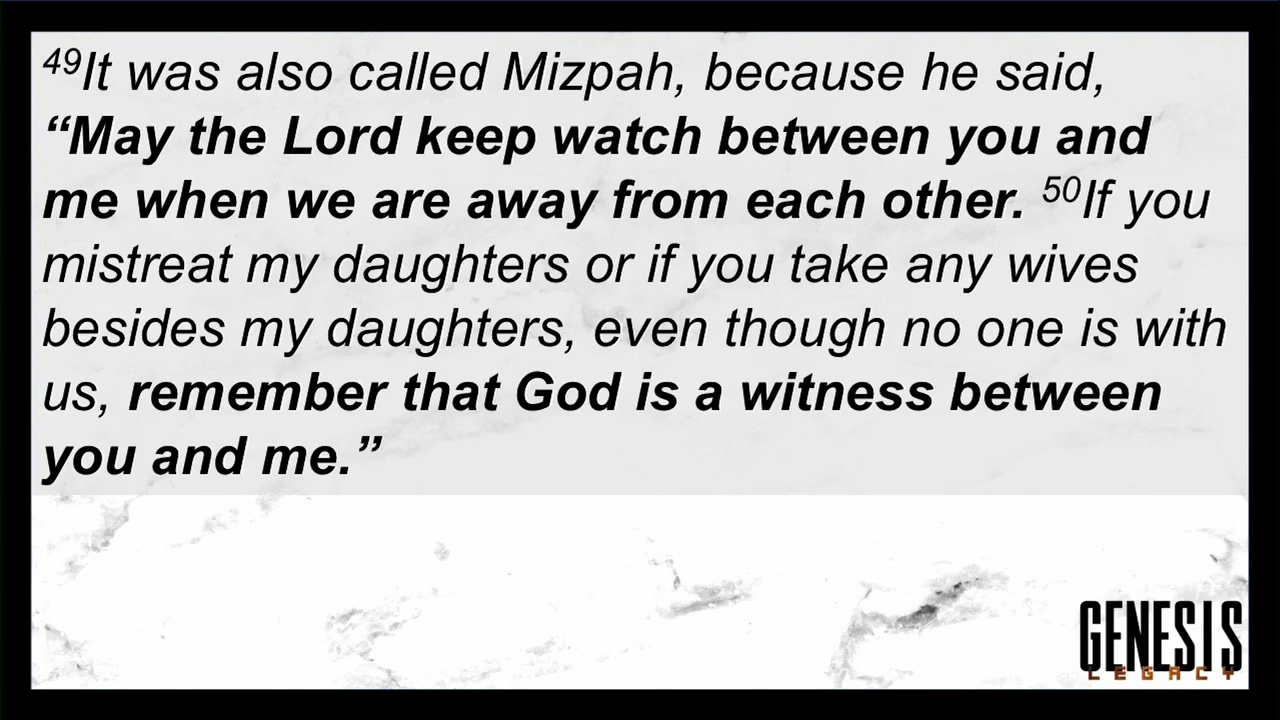 49It was also called Mizpah, because he said,
“May the Lord keep watch between you and
me when we are away from each other. 50If you
mistreat my daughters or if you take any wives
besides my daughters, even though no one is with
us, remember that God is a witness between
you and me.”
GENESIS
LEGACY